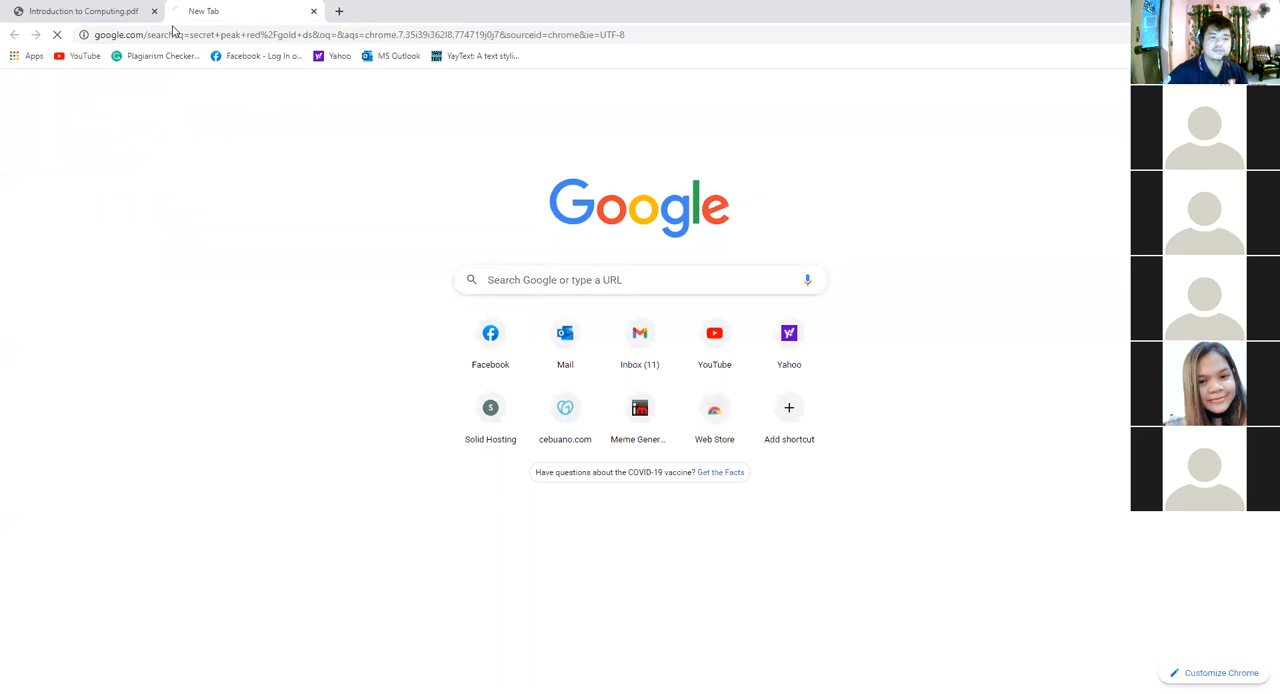 Introduction to Computing.pdf
New Tab
google.com/search?q=secret+peak+red%2Fgold+ds&oq=&aqs=chrome.7.35i39i362l8.774719j0j7&sourceid=chrome&ie=UTF-8
Apps YouTube Plagiarism Checker... Facebook - Log In o... Yahoo MS Outlook YayText: A text styli...
Google
Search Google or type a URL
Facebook Mail Inbox (11) YouTube Yahoo
S
Solid Hosting cebuano.com Meme Gener... Web Store Add shortcut
Have questions about the COVID-19 vaccine? Get the Facts
Customize Chrome